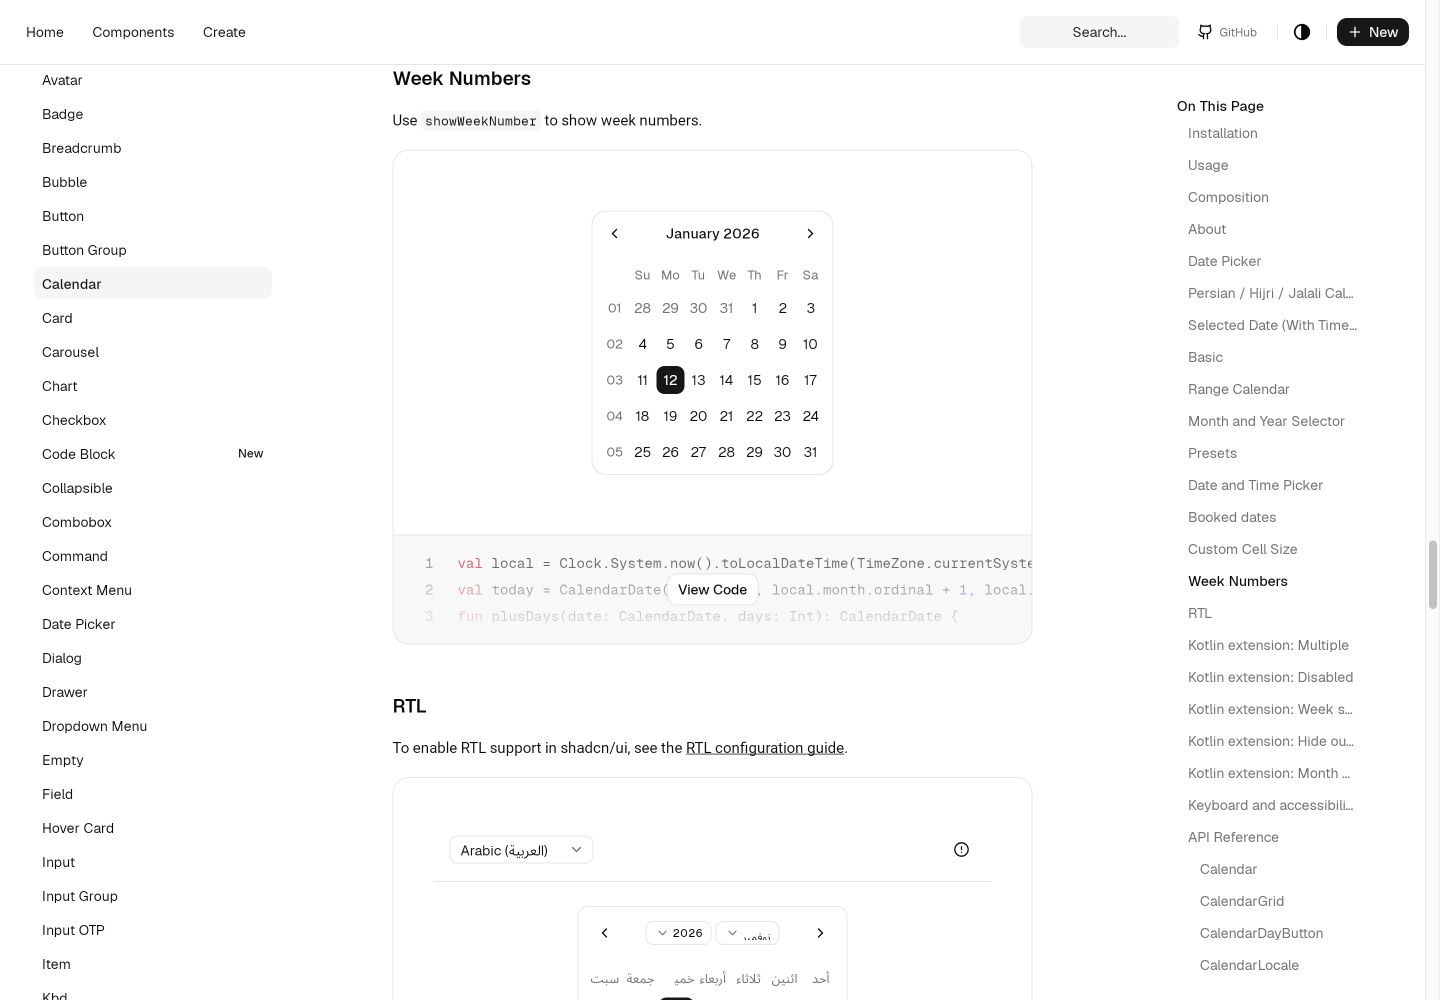 Home Components Create Search... GitHub New
Avatar
Badge
Breadcrumb
Bubble
Button
Button Group
Calendar
Card
Carousel
Chart
Checkbox
Code Block New
Collapsible
Combobox
Command
Context Menu
Date Picker
Dialog
Drawer
Dropdown Menu
Empty
Field
Hover Card
Input
Input Group
Input OTP
Item
Kbd
Week Numbers
Use showWeekNumber to show week numbers.
January 2026
Su Mo Tu We Th Fr Sa
01 28 29 30 31 1 2 3
02 4 5 6 7 8 9 10
03 11 12 13 14 15 16 17
04 18 19 20 21 22 23 24
05 25 26 27 28 29 30 31
1 val local = Clock.System.now().toLocalDateTime(TimeZone.currentSyste
2 val today = CalendarDate( , local.month.ordinal + 1, local.
View Code
3 fun plusDays(date: CalendarDate, days: Int): CalendarDate {
RTL
To enable RTL support in shadcn/ui, see the RTL configuration guide.
Arabic (العربية)
2026 نوفمبر
أحد اثنين ثلاثاء أربعاء خمي جمعة سبت
On This Page
Installation
Usage
Composition
About
Date Picker
Persian / Hijri / Jalali Cal...
Selected Date (With Time...
Basic
Range Calendar
Month and Year Selector
Presets
Date and Time Picker
Booked dates
Custom Cell Size
Week Numbers
RTL
Kotlin extension: Multiple
Kotlin extension: Disabled
Kotlin extension: Week s...
Kotlin extension: Hide ou...
Kotlin extension: Month ...
Keyboard and accessibili...
API Reference
Calendar
CalendarGrid
CalendarDayButton
CalendarLocale